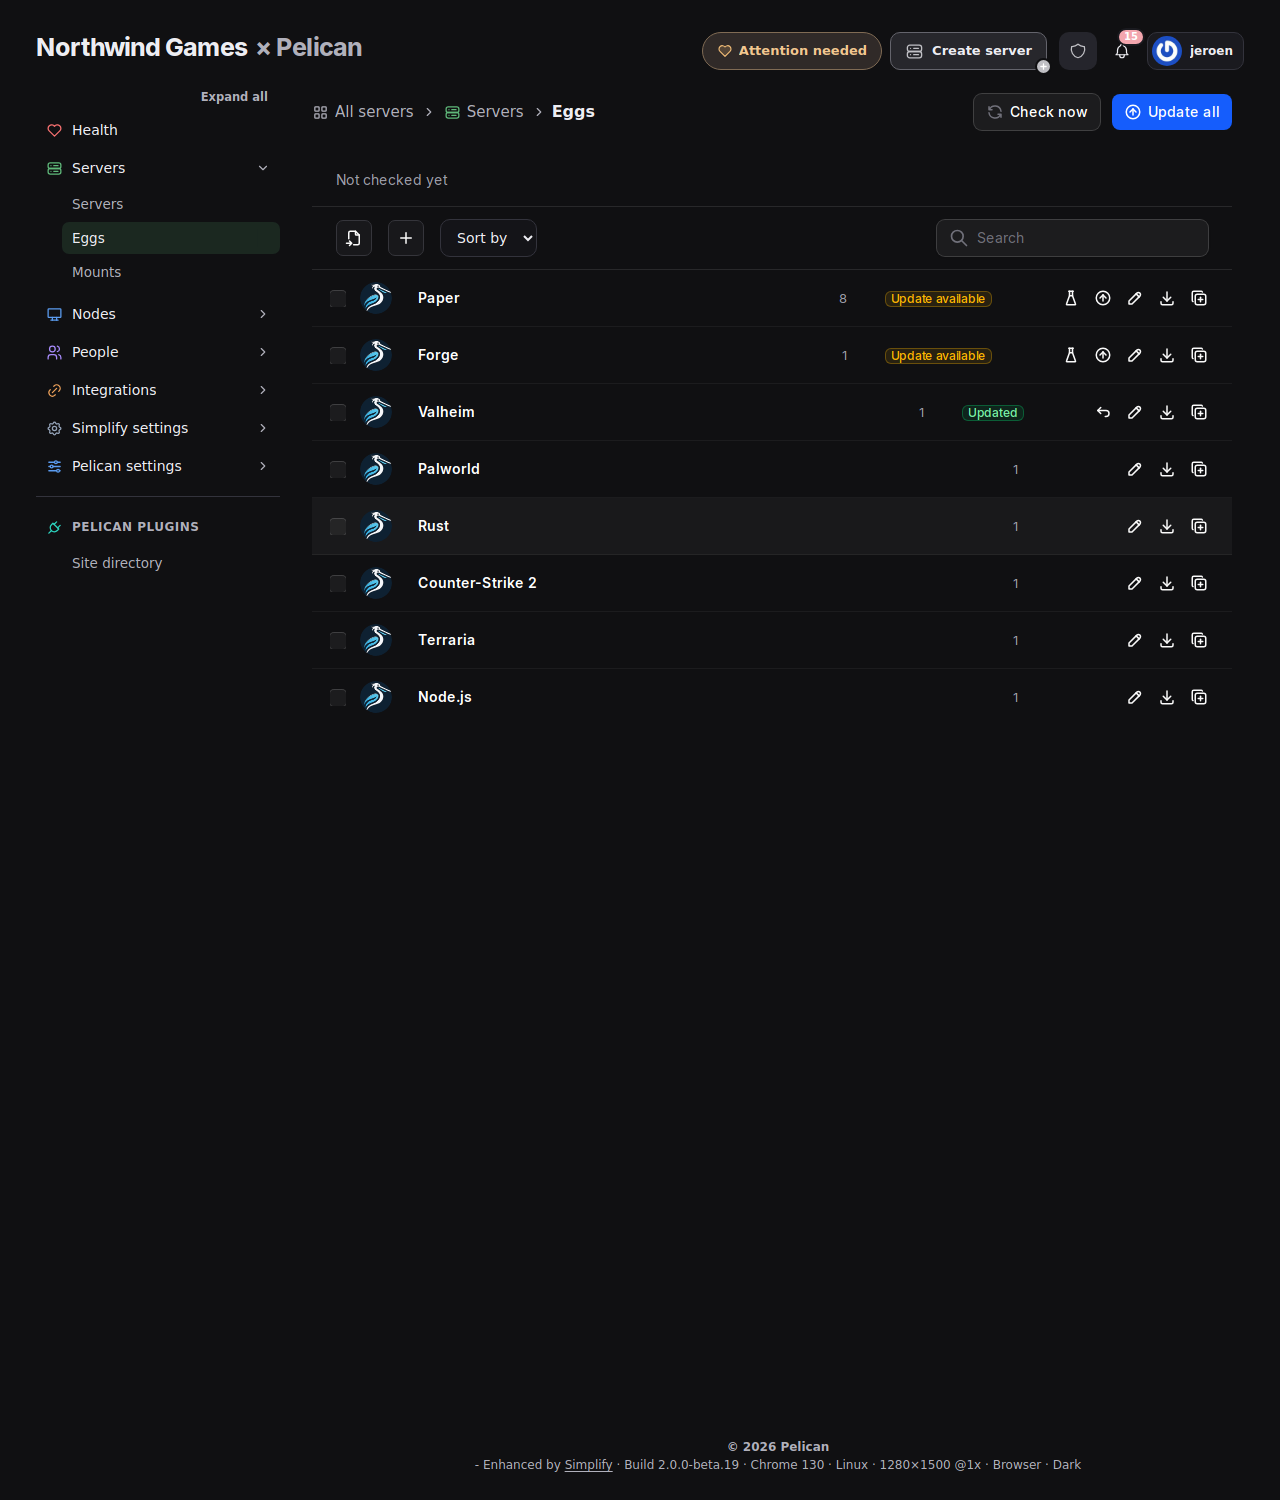 Northwind Games × Pelican
Attention needed
Create server
15
jeroen
Expand all
Health
Servers
Servers
Eggs
Mounts
Nodes
People
Integrations
Simplify settings
Pelican settings
PELICAN PLUGINS
Site directory
All servers > Servers > Eggs
Check now
Update all
Not checked yet
Sort by
Search
Paper 8 Update available
Forge 1 Update available
Valheim 1 Updated
Palworld 1
Rust 1
Counter-Strike 2 1
Terraria 1
Node.js 1
© 2026 Pelican
- Enhanced by Simplify · Build 2.0.0-beta.19 · Chrome 130 · Linux · 1280×1500 @1x · Browser · Dark